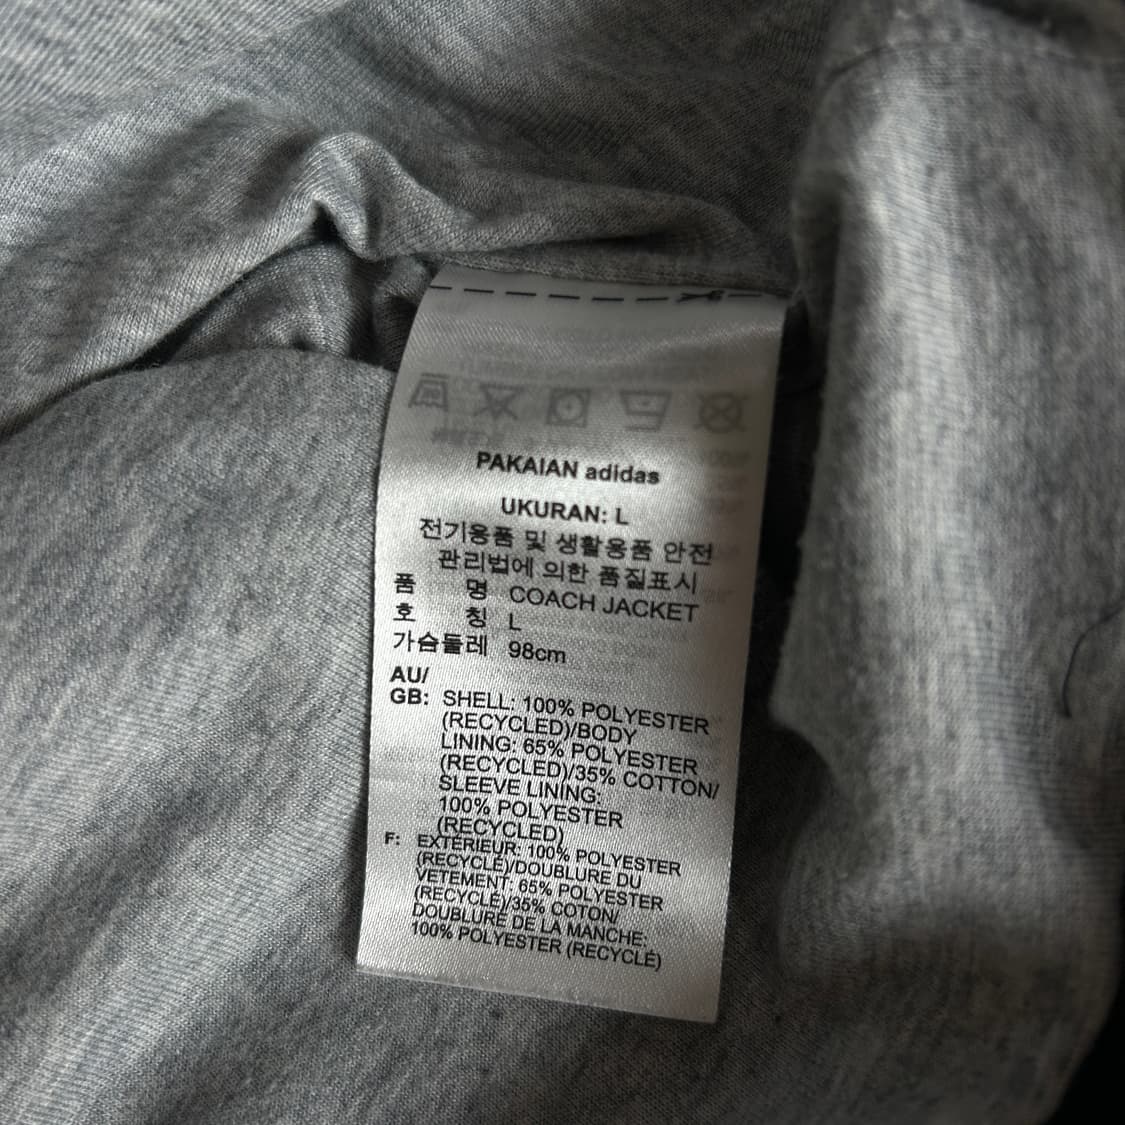 PAKAIAN adidas
UKURAN: L
전기용품 및 생활용품 안전
관리법에 의한 품질표시
품 명 COACH JACKET
호 칭 L
가슴둘레 98cm
AU/
GB: SHELL: 100% POLYESTER
(RECYCLED)/BODY
LINING: 65% POLYESTER
(RECYCLED)/35% COTTON/
SLEEVE LINING:
100% POLYESTER
(RECYCLED)
F: EXTÉRIEUR: 100% POLYESTER
(RECYCLÉ)/DOUBLURE DU
VETEMENT: 65% POLYESTER
(RECYCLÉ)/35% COTON/
DOUBLURE DE LA MANCHE:
100% POLYESTER (RECYCLÉ)